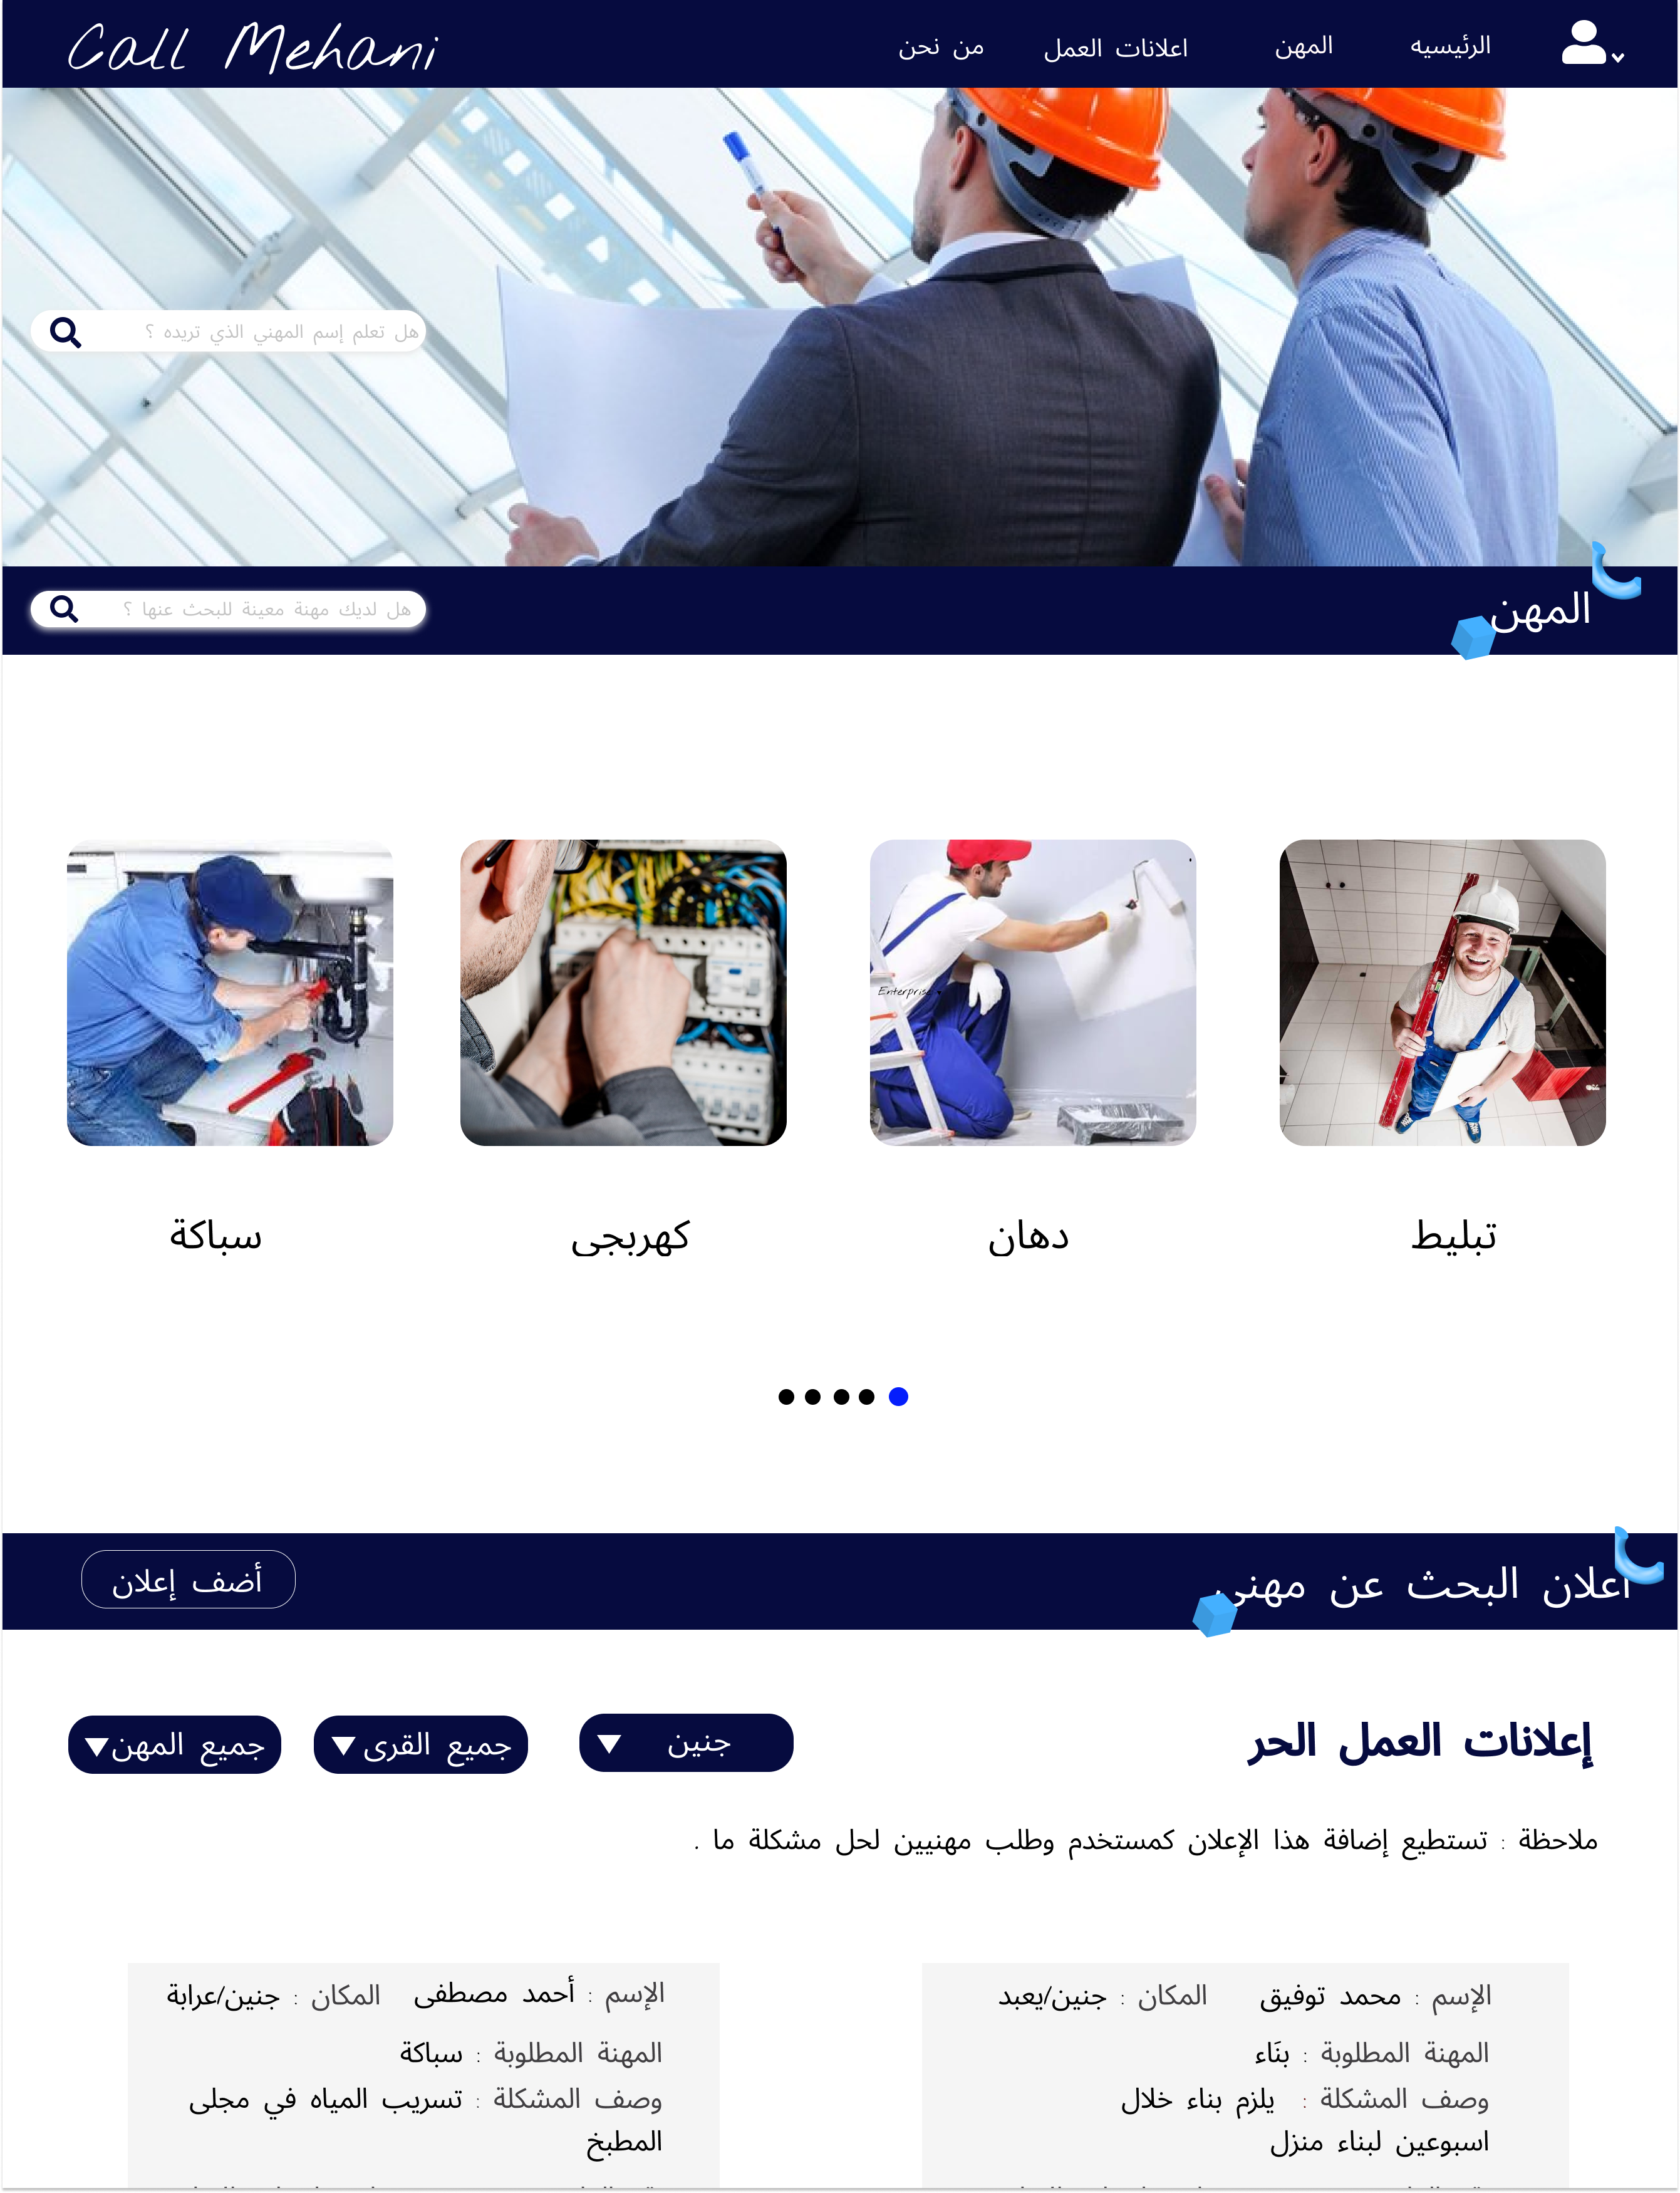 Call Mehani
الرئيسيه
المهن
اعلانات العمل
من نحن
هل تعلم إسم المهني الذي تريده ؟
المهن
هل لديك مهنة معينة للبحث عنها ؟
Enterprise
تبليط
دهان
كهربجي
سباكة
اعلان البحث عن مهني
أضف إعلان
إعلانات العمل الحر
جنين
جميع القرى
جميع المهن
ملاحظة : تستطيع إضافة هذا الإعلان كمستخدم وطلب مهنيين لحل مشكلة ما .
الإسم : محمد توفيق المكان : جنين/يعبد
المهنة المطلوبة : بنَاء
وصف المشكلة : يلزم بناء خلال
اسبوعين لبناء منزل
الإسم : أحمد مصطفى المكان : جنين/عرابة
المهنة المطلوبة : سباكة
وصف المشكلة : تسريب المياه في مجلى
المطبخ